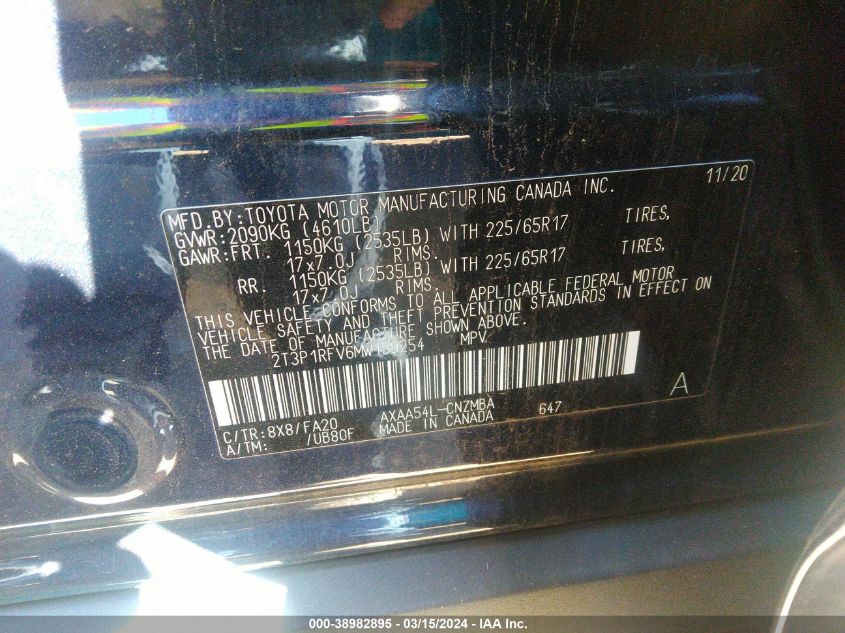 11/20
MFD. BY:TOYOTA MOTOR MANUFACTURING CANADA INC.
GVWR:2090KG (4610LB)
GAWR:FRT. 1150KG (2535LB) WITH 225/65R17 TIRES,
17x7.0J RIMS.
RR. 1150KG (2535LB) WITH 225/65R17 TIRES,
17x7.0J RIMS.
THIS VEHICLE CONFORMS TO ALL APPLICABLE FEDERAL MOTOR
VEHICLE SAFETY AND THEFT PREVENTION STANDARDS IN EFFECT ON
THE DATE OF MANUFACTURE SHOWN ABOVE.
2T3P1RFV6MW159254 MPV
A
C/TR:8X8/FA20 AXAA54L-CNZMBA 647
A/TM: /UB80F MADE IN CANADA
000-38982895 - 03/15/2024 - IAA Inc.